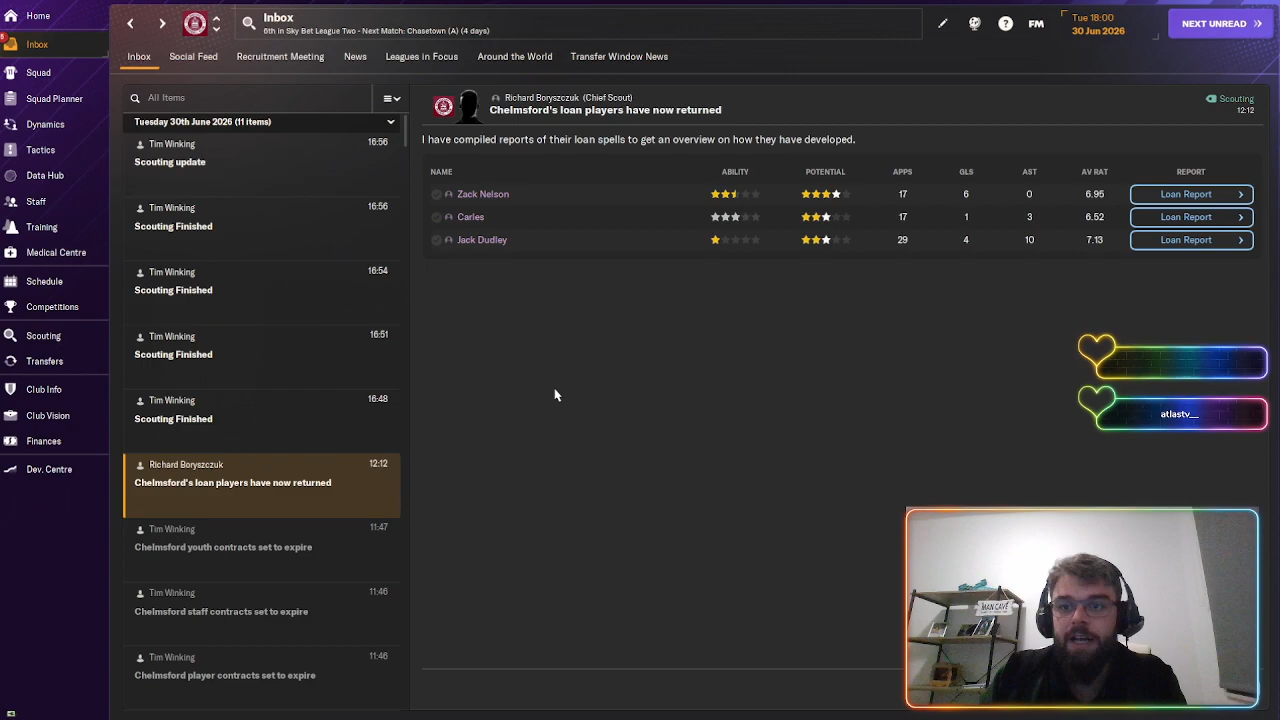 Home
Inbox
5
Squad
Squad Planner
Dynamics
Tactics
Data Hub
Staff
Training
Medical Centre
Schedule
Competitions
Scouting
Transfers
Club Info
Club Vision
Finances
Dev. Centre
Inbox
6th in Sky Bet League Two - Next Match: Chasetown (A) (4 days)
FM
Tue 18:00
30 Jun 2026
NEXT UNREAD
Inbox
Social Feed
Recruitment Meeting
News
Leagues in Focus
Around the World
Transfer Window News
All Items
Tuesday 30th June 2026 (11 items)
Tim Winking 16:56
Scouting update
Tim Winking 16:56
Scouting Finished
Tim Winking 16:54
Scouting Finished
Tim Winking 16:51
Scouting Finished
Tim Winking 16:48
Scouting Finished
Richard Boryszczuk 12:12
Chelmsford's loan players have now returned
Tim Winking 11:47
Chelmsford youth contracts set to expire
Tim Winking 11:46
Chelmsford staff contracts set to expire
Tim Winking 11:46
Chelmsford player contracts set to expire
Richard Boryszczuk (Chief Scout)
Chelmsford's loan players have now returned
Scouting
12:12
I have compiled reports of their loan spells to get an overview on how they have developed.
NAME ABILITY POTENTIAL APPS GLS AST AV RAT REPORT
Zack Nelson 17 6 0 6.95 Loan Report
Carles 17 1 3 6.52 Loan Report
Jack Dudley 29 4 10 7.13 Loan Report
atlastv__
MAN CAVE